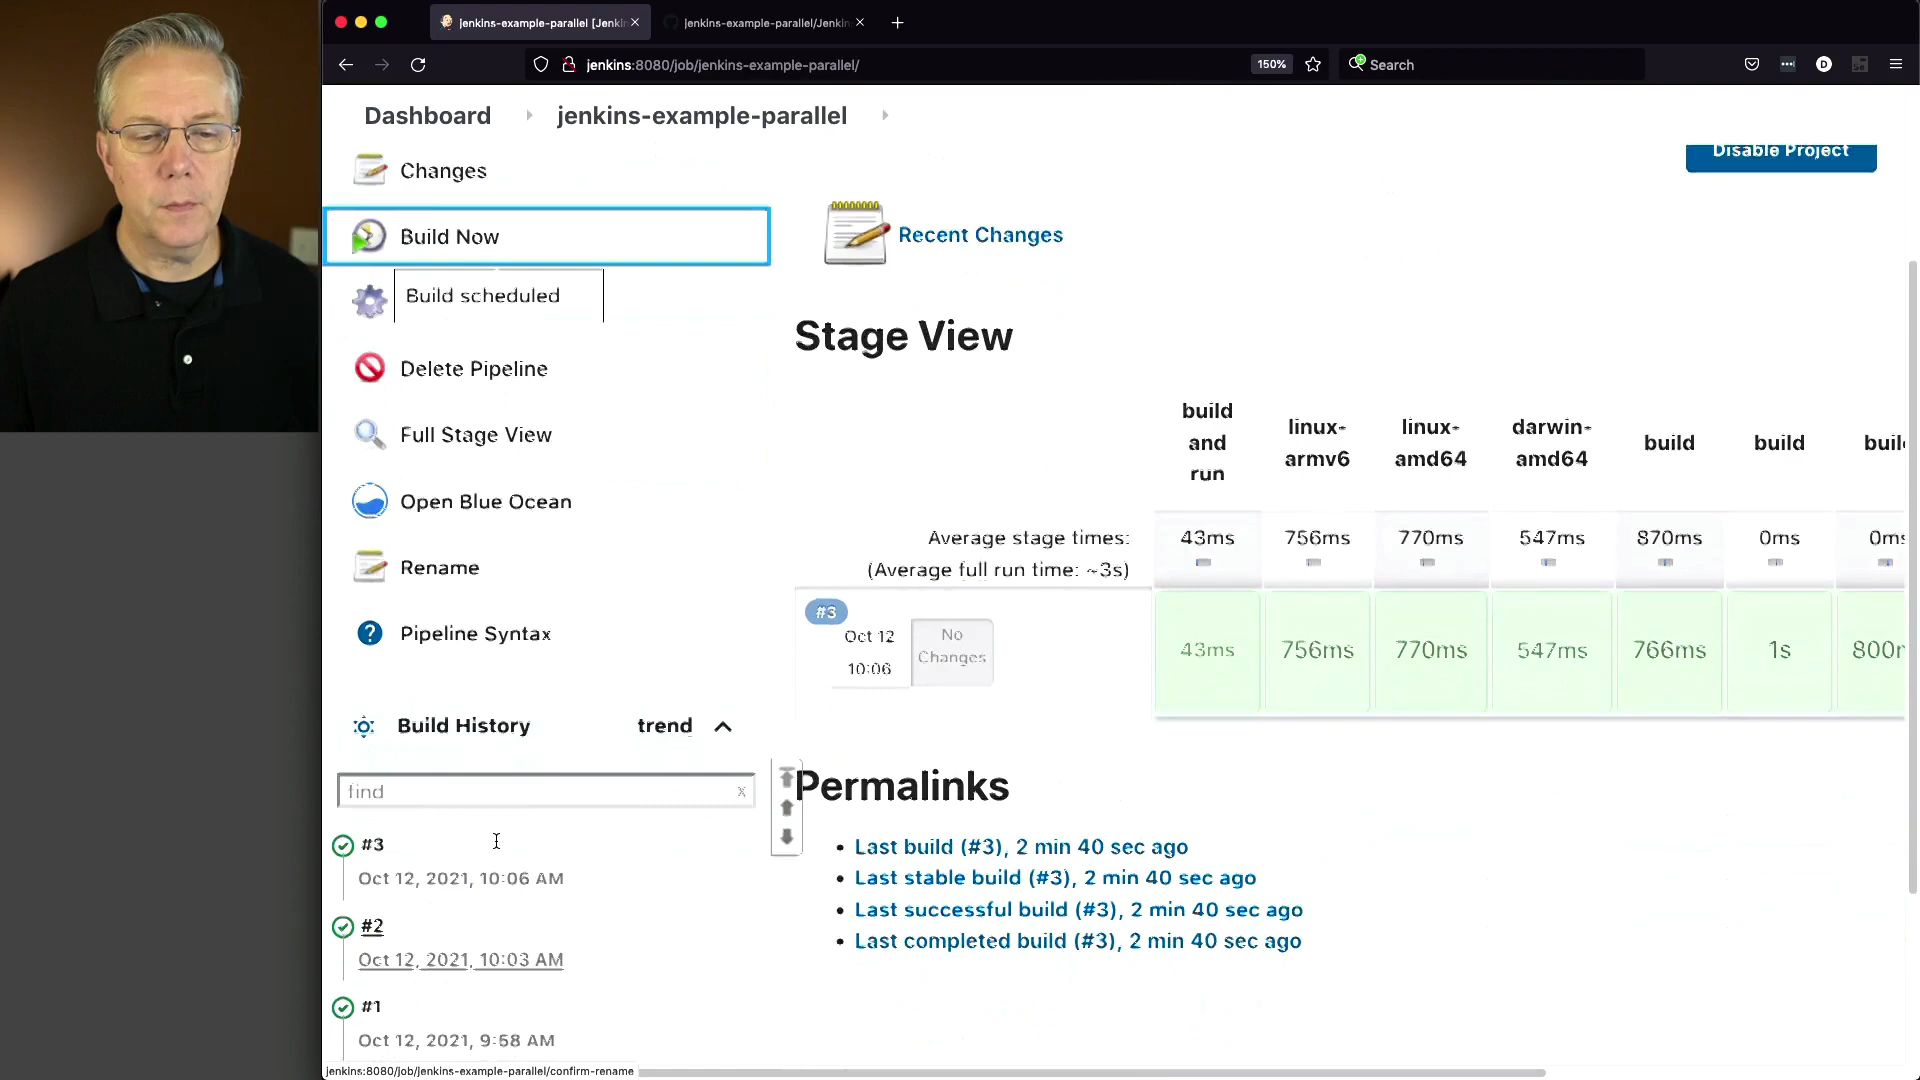 jenkins-example-parallel [Jenkin
jenkins-example-parallel/Jenkin
jenkins:8080/job/jenkins-example-parallel/
150%
Search
Dashboard
jenkins-example-parallel
Changes
Build Now
Build scheduled
Delete Pipeline
Full Stage View
Open Blue Ocean
Rename
Pipeline Syntax
Build History
trend
find
x
#3
Oct 12, 2021, 10:06 AM
#2
Oct 12, 2021, 10:03 AM
#1
Oct 12, 2021, 9:58 AM
jenkins:8080/job/jenkins-example-parallel/confirm-rename
Disable Project
Recent Changes
Stage View
build
and
run
linux-
armv6
linux-
amd64
darwin-
amd64
build
build
buil
Average stage times:
(Average full run time: ~3s)
43ms
756ms
770ms
547ms
870ms
0ms
0ms
#3
Oct 12
10:06
No
Changes
43ms
756ms
770ms
547ms
766ms
1s
800m
Permalinks
Last build (#3), 2 min 40 sec ago
Last stable build (#3), 2 min 40 sec ago
Last successful build (#3), 2 min 40 sec ago
Last completed build (#3), 2 min 40 sec ago